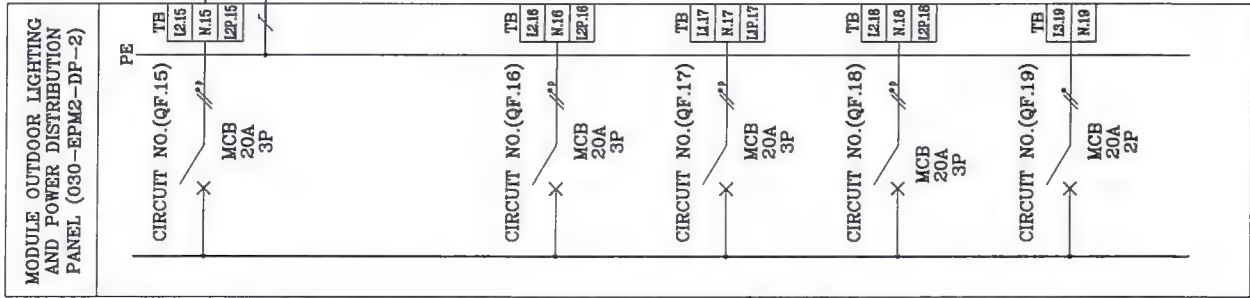 MODULE OUTDOOR LIGHTING
AND POWER DISTRIBUTION
PANEL (030-EPM2-DP-2)
PE
TB
L2.15
N.15
L2P.15
CIRCUIT NO.(QF.15)
MCB
20A
3P
TB
L2.16
N.16
L2P.16
CIRCUIT NO.(QF.16)
MCB
20A
3P
TB
L1.17
N.17
L1P.17
CIRCUIT NO.(QF.17)
MCB
20A
3P
TB
L2.18
N.18
L2P.18
CIRCUIT NO.(QF.18)
MCB
20A
3P
TB
L3.19
N.19
CIRCUIT NO.(QF.19)
MCB
20A
2P